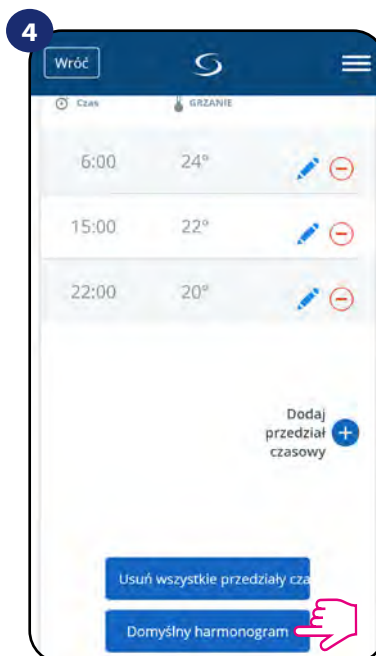 4
Wróć
Czas GRZANIE
6:00 24°
15:00 22°
22:00 20°
Dodaj
przedział
czasowy
Usuń wszystkie przedziały cza
Domyślny harmonogram